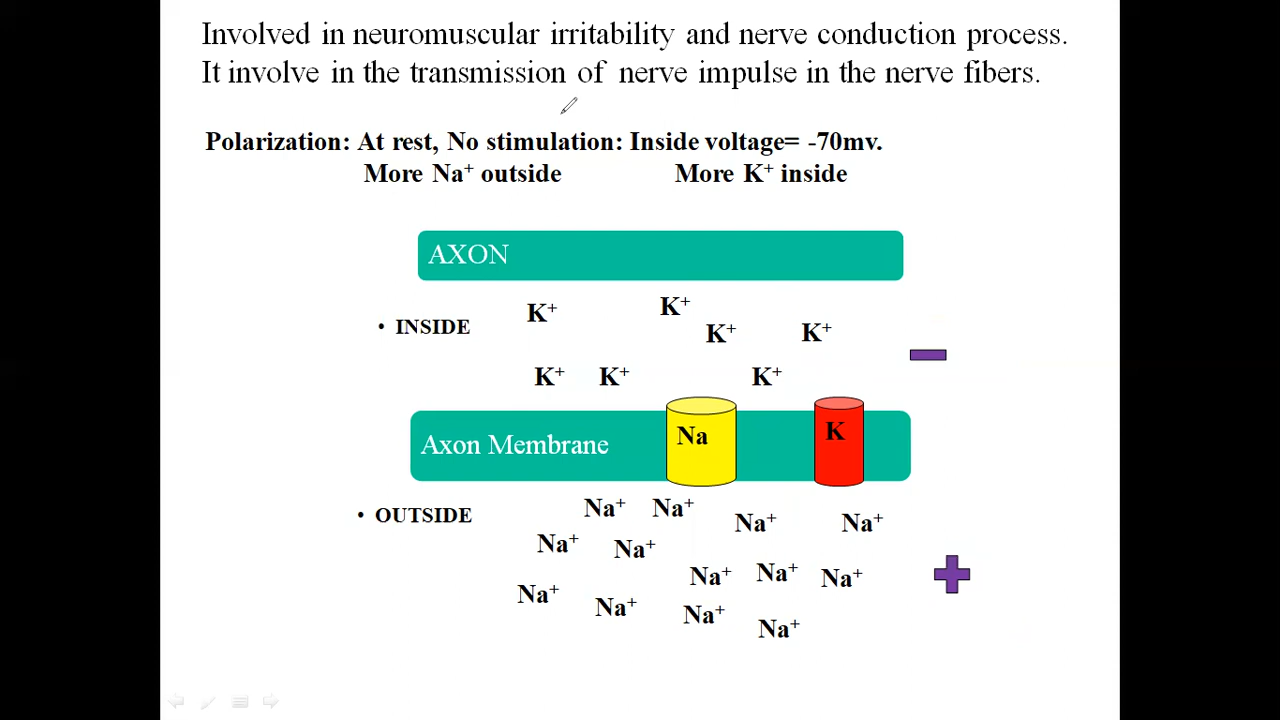 Involved in neuromuscular irritability and nerve conduction process.
It involve in the transmission of nerve impulse in the nerve fibers.
Polarization: At rest, No stimulation: Inside voltage= -70mv.
More Na⁺ outside More K⁺ inside
AXON
K⁺ K⁺
• INSIDE K⁺ K⁺
K⁺ K⁺ K⁺
Axon Membrane Na K
Na⁺ Na⁺
• OUTSIDE Na⁺ Na⁺
Na⁺ Na⁺
Na⁺ Na⁺ Na⁺
Na⁺ Na⁺ Na⁺
Na⁺